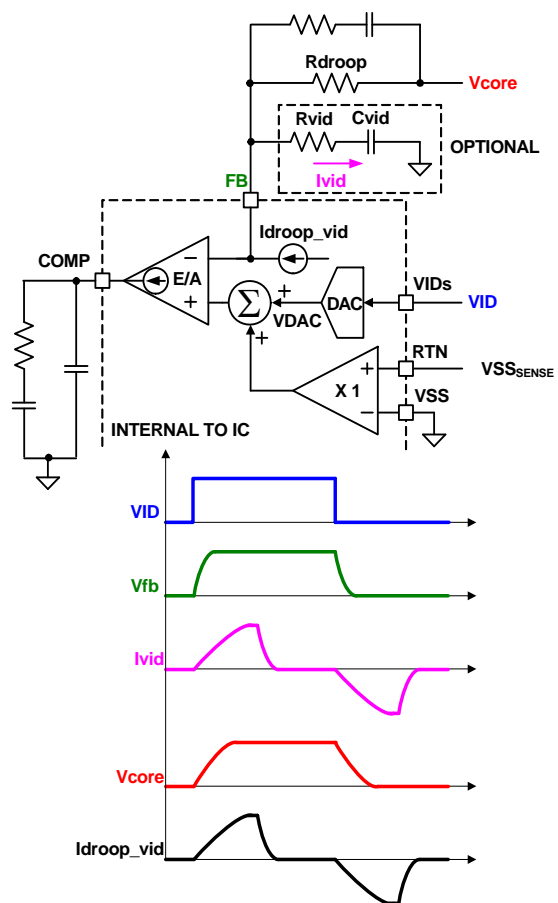 Rdroop
Vcore
Rvid
Cvid
OPTIONAL
Ivid
FB
Idroop_vid
COMP
−
E/A
+
Σ
+
+
VDAC
DAC
VIDs
VID
RTN
VSSSENSE
+
X 1
−
VSS
INTERNAL TO IC
VID
Vfb
Ivid
Vcore
Idroop_vid